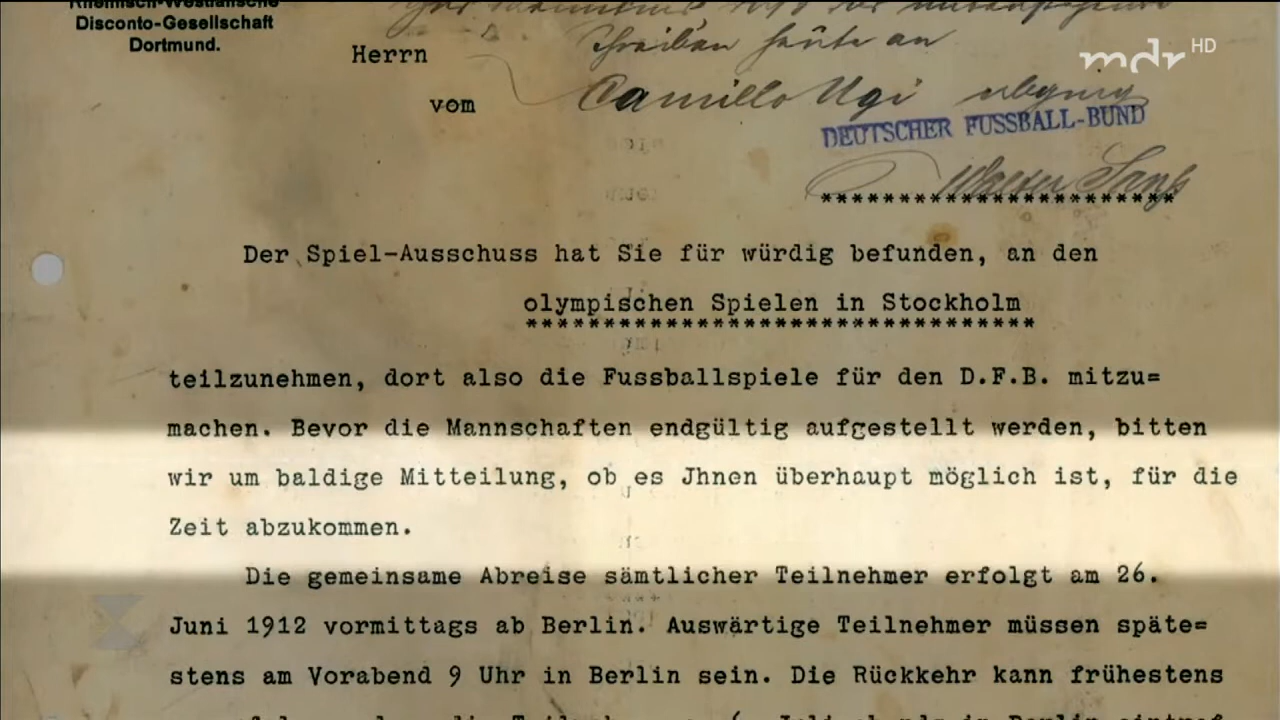 Rheinisch-Westfälische
Disconto-Gesellschaft
Dortmund.
Schreiben heute an
Herrn
mdr HD
vom
Camillo Ugi
DEUTSCHER FUSSBALL-BUND
***********************
Der Spiel-Ausschuss hat Sie für würdig befunden, an den
olympischen Spielen in Stockholm
*********************************
teilzunehmen, dort also die Fussballspiele für den D.F.B. mitzu=
machen. Bevor die Mannschaften endgültig aufgestellt werden, bitten
wir um baldige Mitteilung, ob es Jhnen überhaupt möglich ist, für die
Zeit abzukommen.
Die gemeinsame Abreise sämtlicher Teilnehmer erfolgt am 26.
Juni 1912 vormittags ab Berlin. Auswärtige Teilnehmer müssen späte=
stens am Vorabend 9 Uhr in Berlin sein. Die Rückkehr kann frühestens